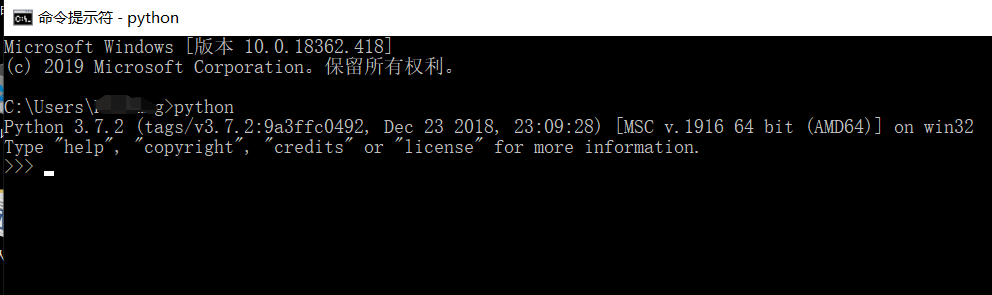 命令提示符 - python
Microsoft Windows [版本 10.0.18362.418]
(c) 2019 Microsoft Corporation。保留所有权利。
C:\Users\ g>python
Python 3.7.2 (tags/v3.7.2:9a3ffc0492, Dec 23 2018, 23:09:28) [MSC v.1916 64 bit (AMD64)] on win32
Type "help", "copyright", "credits" or "license" for more information.
>>>